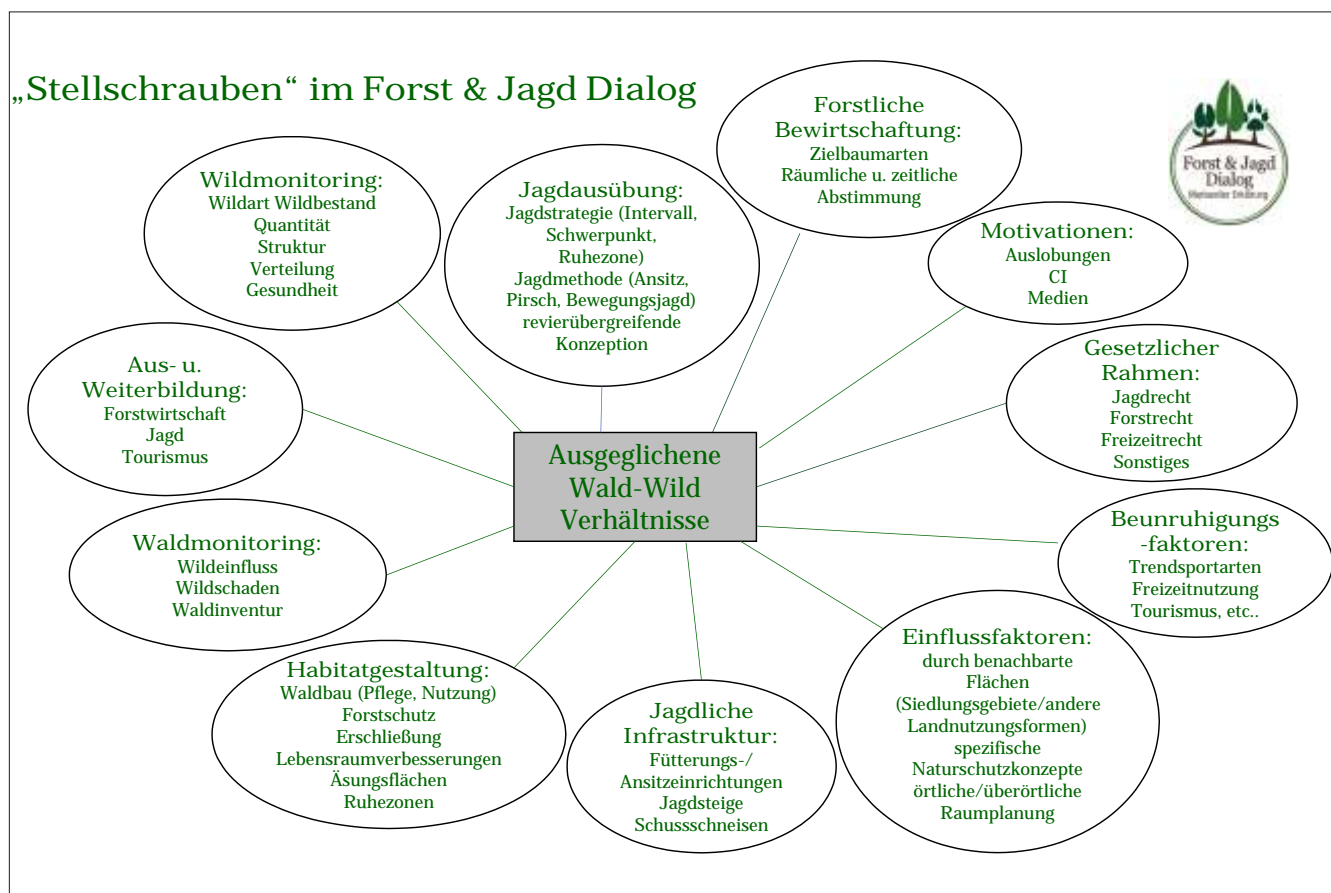 „Stellschrauben“ im Forst & Jagd Dialog
Forst & Jagd
Dialog
Mariazeller Erklärung
Wildmonitoring:
Wildart Wildbestand
Quantität
Struktur
Verteilung
Gesundheit
Jagdausübung:
Jagdstrategie (Intervall,
Schwerpunkt,
Ruhezone)
Jagdmethode (Ansitz,
Pirsch, Bewegungsjagd)
revierübergreifende
Konzeption
Forstliche
Bewirtschaftung:
Zielbaumarten
Räumliche u. zeitliche
Abstimmung
Motivationen:
Auslobungen
CI
Medien
Gesetzlicher
Rahmen:
Jagdrecht
Forstrecht
Freizeitrecht
Sonstiges
Aus- u.
Weiterbildung:
Forstwirtschaft
Jagd
Tourismus
Ausgeglichene
Wald-Wild
Verhältnisse
Beunruhigungs
-faktoren:
Trendsportarten
Freizeitnutzung
Tourismus, etc..
Waldmonitoring:
Wildeinfluss
Wildschaden
Waldinventur
Habitatgestaltung:
Waldbau (Pflege, Nutzung)
Forstschutz
Erschließung
Lebensraumverbesserungen
Äsungsflächen
Ruhezonen
Jagdliche
Infrastruktur:
Fütterungs-/
Ansitzeinrichtungen
Jagdsteige
Schussschneisen
Einflussfaktoren:
durch benachbarte
Flächen
(Siedlungsgebiete/andere
Landnutzungsformen)
spezifische
Naturschutzkonzepte
örtliche/überörtliche
Raumplanung